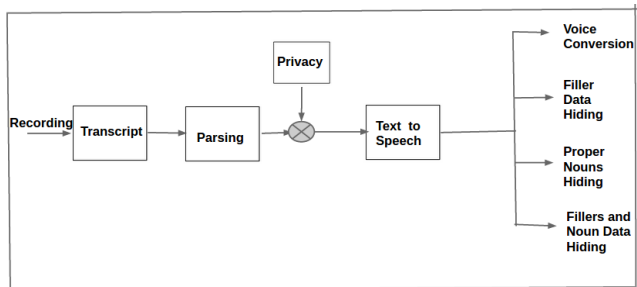 Voice
Conversion
Privacy
Filler
Data
Hiding
Recording
Transcript
Parsing
Text to
Speech
Proper
Nouns
Hiding
Fillers and
Noun Data
Hiding